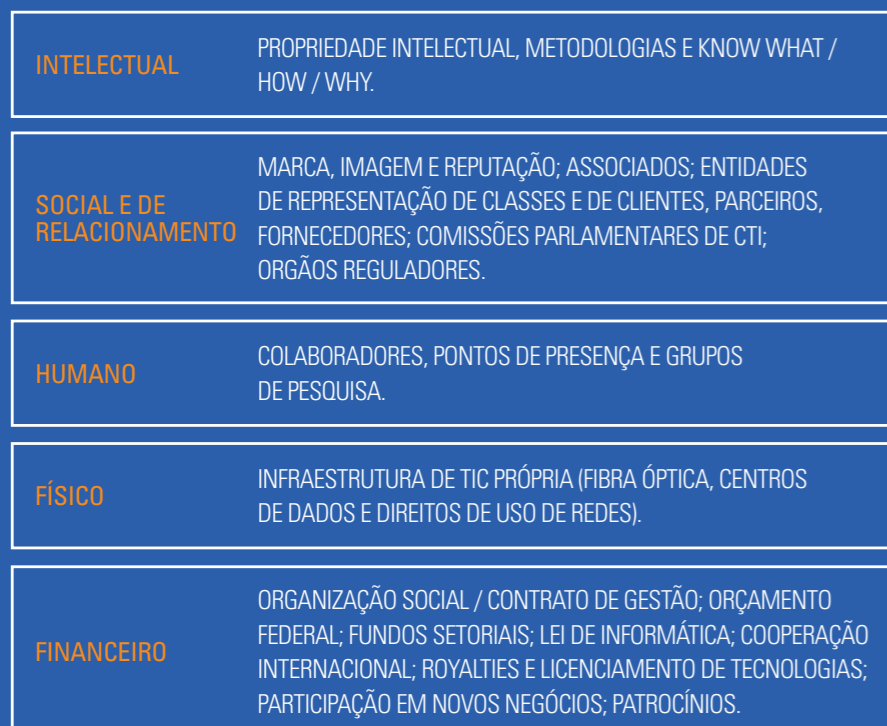 INTELECTUAL
PROPRIEDADE INTELECTUAL, METODOLOGIAS E KNOW WHAT /
HOW / WHY.
SOCIAL E DE
RELACIONAMENTO
MARCA, IMAGEM E REPUTAÇÃO; ASSOCIADOS; ENTIDADES
DE REPRESENTAÇÃO DE CLASSES E DE CLIENTES, PARCEIROS,
FORNECEDORES; COMISSÕES PARLAMENTARES DE CTI;
ORGÃOS REGULADORES.
HUMANO
COLABORADORES, PONTOS DE PRESENÇA E GRUPOS
DE PESQUISA.
FÍSICO
INFRAESTRUTURA DE TIC PRÓPRIA (FIBRA ÓPTICA, CENTROS
DE DADOS E DIREITOS DE USO DE REDES).
FINANCEIRO
ORGANIZAÇÃO SOCIAL / CONTRATO DE GESTÃO; ORÇAMENTO
FEDERAL; FUNDOS SETORIAIS; LEI DE INFORMÁTICA; COOPERAÇÃO
INTERNACIONAL; ROYALTIES E LICENCIAMENTO DE TECNOLOGIAS;
PARTICIPAÇÃO EM NOVOS NEGÓCIOS; PATROCÍNIOS.